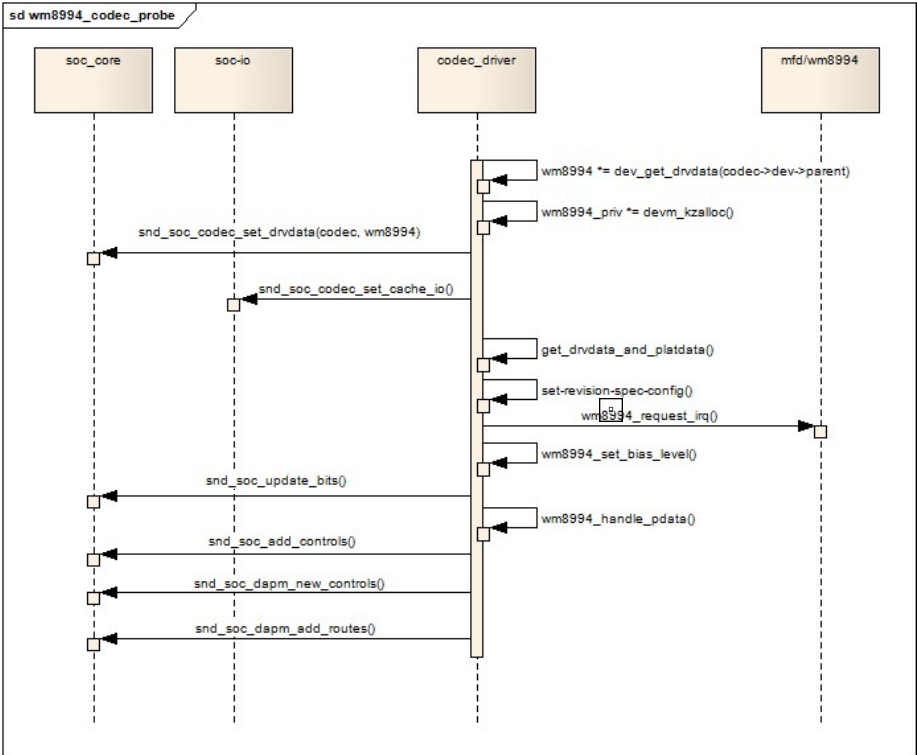 sd wm8994_codec_probe
soc_core
soc-io
codec_driver
mfd/wm8994
wm8994 *= dev_get_drvdata(codec->dev->parent)
wm8994_priv *= devm_kzalloc()
snd_soc_codec_set_drvdata(codec, wm8994)
snd_soc_codec_set_cache_io()
get_drvdata_and_platdata()
set-revision-spec-config()
wm8994_request_irq()
wm8994_set_bias_level()
snd_soc_update_bits()
wm8994_handle_pdata()
snd_soc_add_controls()
snd_soc_dapm_new_controls()
snd_soc_dapm_add_routes()